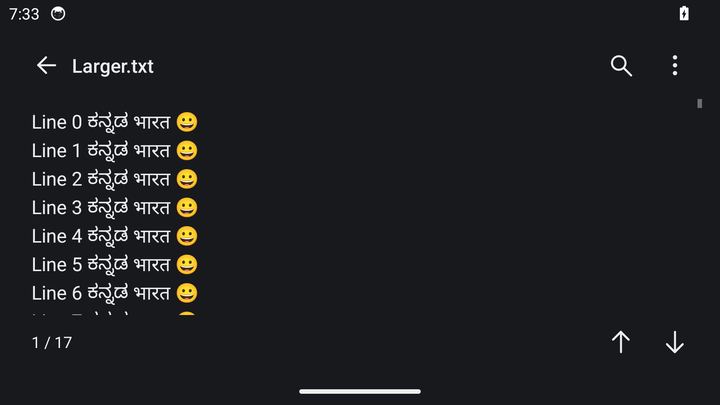 7:33
Larger.txt
Line 0 ಕನ್ನಡ भारत 😀
Line 1 ಕನ್ನಡ भारत 😀
Line 2 ಕನ್ನಡ भारत 😀
Line 3 ಕನ್ನಡ भारत 😀
Line 4 ಕನ್ನಡ भारत 😀
Line 5 ಕನ್ನಡ भारत 😀
Line 6 ಕನ್ನಡ भारत 😀
1 / 17